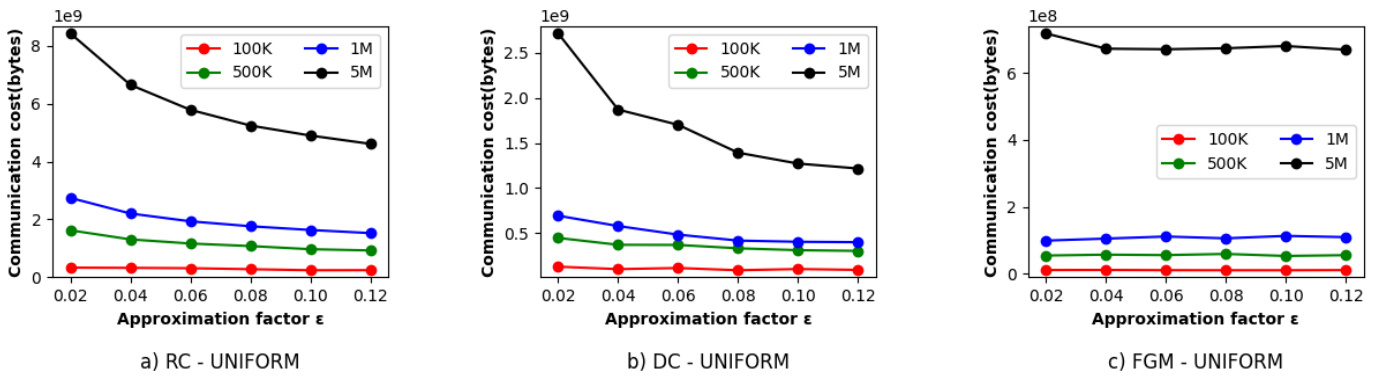 1e9
Communication cost(bytes)
8
6
4
2
0
100K
500K
1M
5M
0.02 0.04 0.06 0.08 0.10 0.12
Approximation factor ε
a) RC - UNIFORM
1e9
Communication cost(bytes)
2.5
2.0
1.5
1.0
0.5
100K
500K
1M
5M
0.02 0.04 0.06 0.08 0.10 0.12
Approximation factor ε
b) DC - UNIFORM
1e8
Communication cost(bytes)
6
4
2
0
100K
500K
1M
5M
0.02 0.04 0.06 0.08 0.10 0.12
Approximation factor ε
c) FGM - UNIFORM